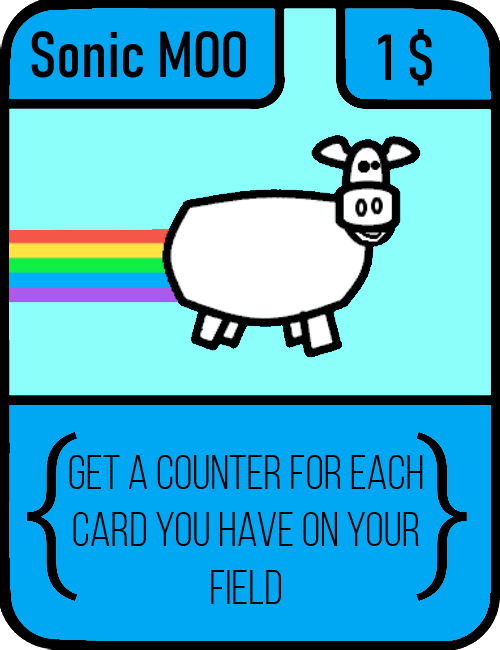 Sonic MOO
1$
GET A COUNTER FOR EACH
CARD YOU HAVE ON YOUR
FIELD